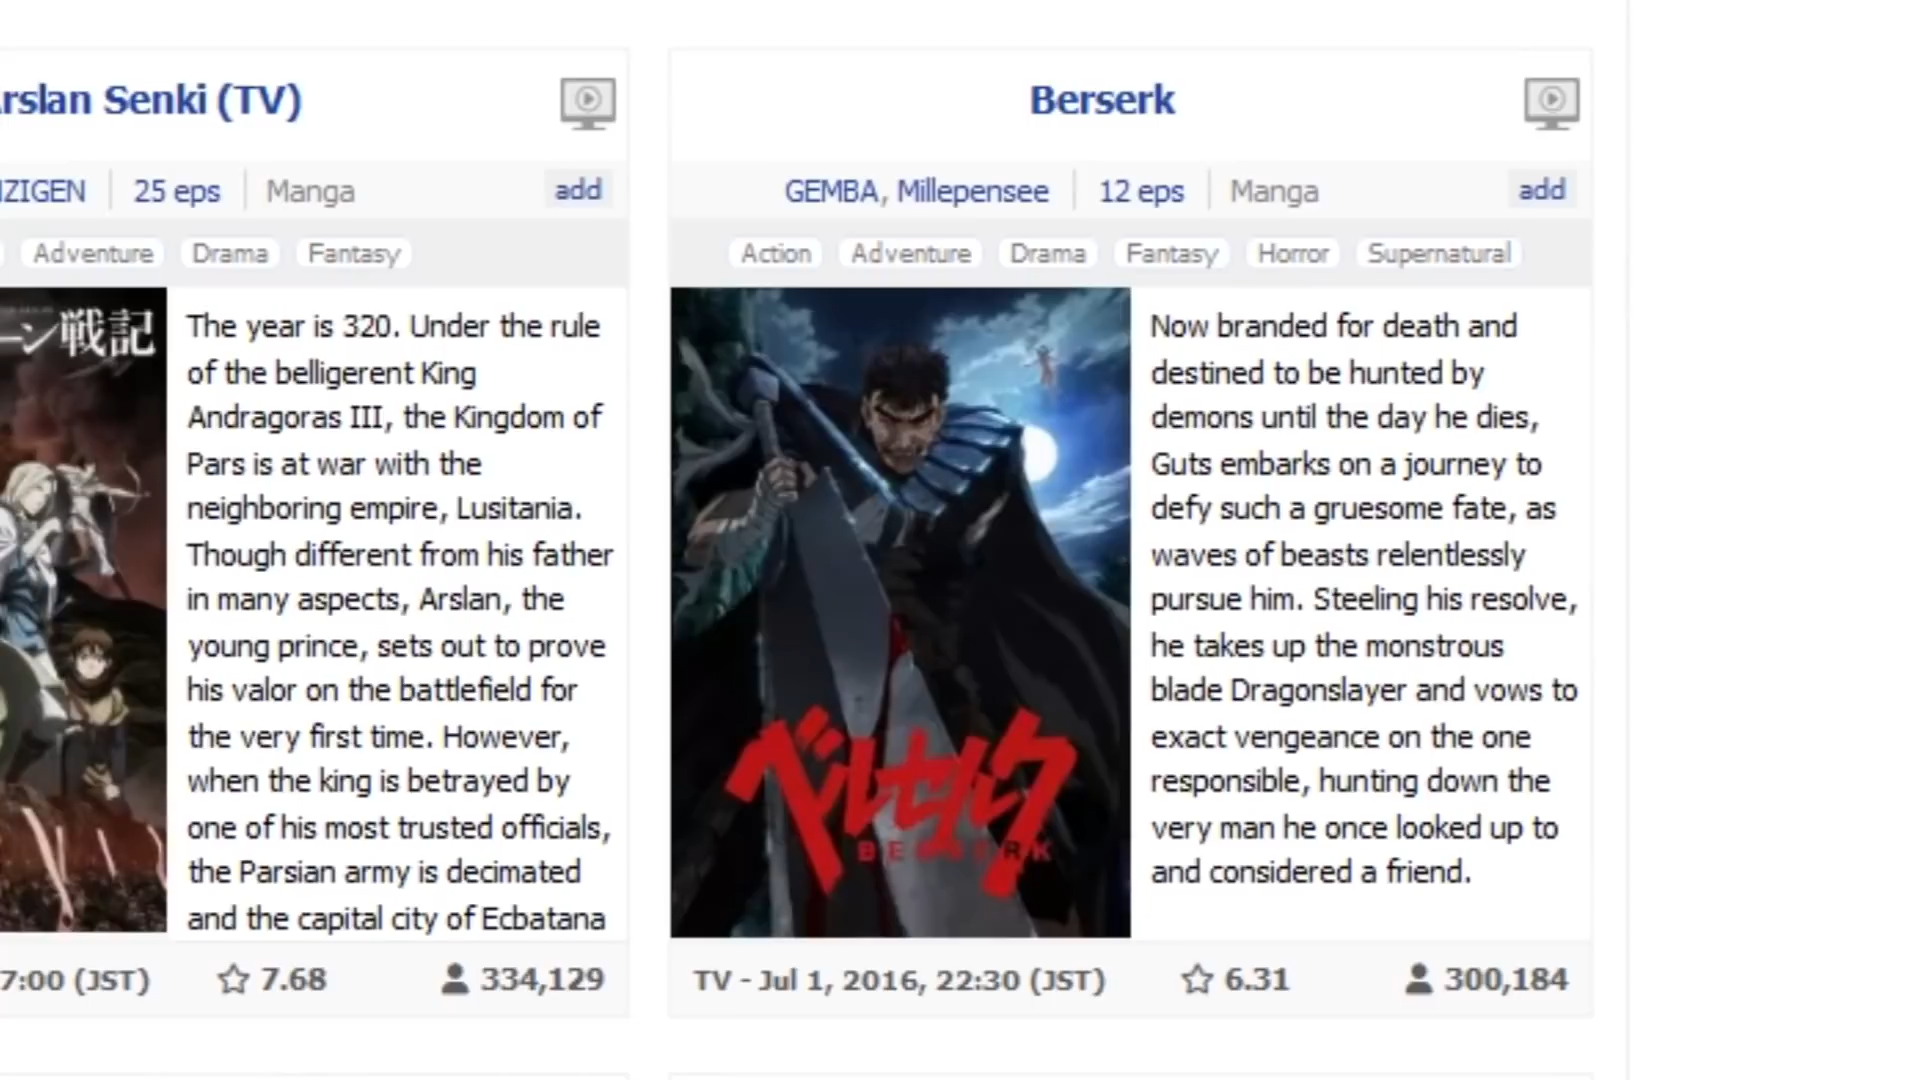 rslan Senki (TV)
NZIGEN
25 eps
Manga
add
Adventure
Drama
Fantasy
ーン戦記
The year is 320. Under the rule
of the belligerent King
Andragoras III, the Kingdom of
Pars is at war with the
neighboring empire, Lusitania.
Though different from his father
in many aspects, Arslan, the
young prince, sets out to prove
his valor on the battlefield for
the very first time. However,
when the king is betrayed by
one of his most trusted officials,
the Parsian army is decimated
and the capital city of Ecbatana
7:00 (JST)
7.68
334,129
Berserk
GEMBA, Millepensee
12 eps
Manga
add
Action
Adventure
Drama
Fantasy
Horror
Supernatural
ベルセルク
BERSERK
Now branded for death and
destined to be hunted by
demons until the day he dies,
Guts embarks on a journey to
defy such a gruesome fate, as
waves of beasts relentlessly
pursue him. Steeling his resolve,
he takes up the monstrous
blade Dragonslayer and vows to
exact vengeance on the one
responsible, hunting down the
very man he once looked up to
and considered a friend.
TV - Jul 1, 2016, 22:30 (JST)
6.31
300,184